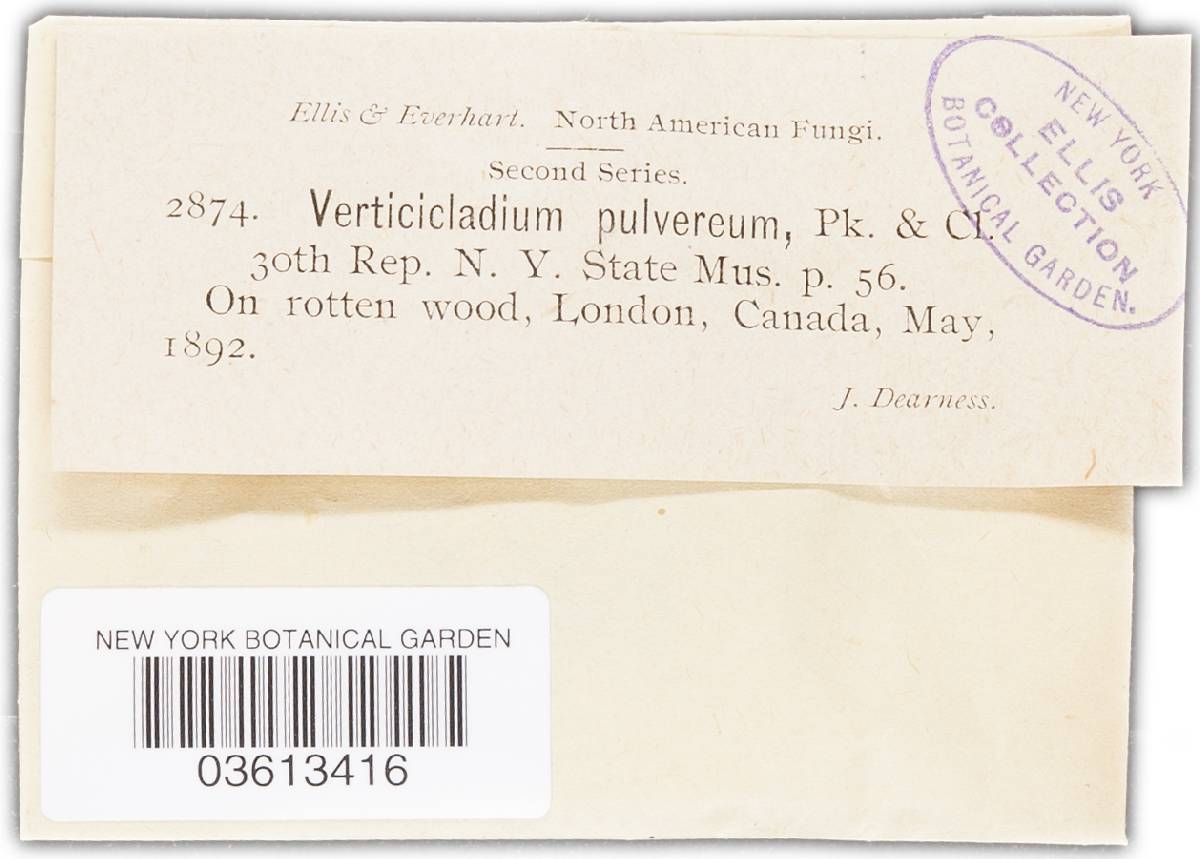 Ellis & Everhart. North American Fungi.
Second Series.
2874. Verticicladium pulvereum, Pk. & Cl.
30th Rep. N. Y. State Mus. p. 56.
On rotten wood, London, Canada, May,
1892.
J. Dearness.
NEW YORK
ELLIS
COLLECTION
BOTANICAL GARDEN.
NEW YORK BOTANICAL GARDEN
03613416